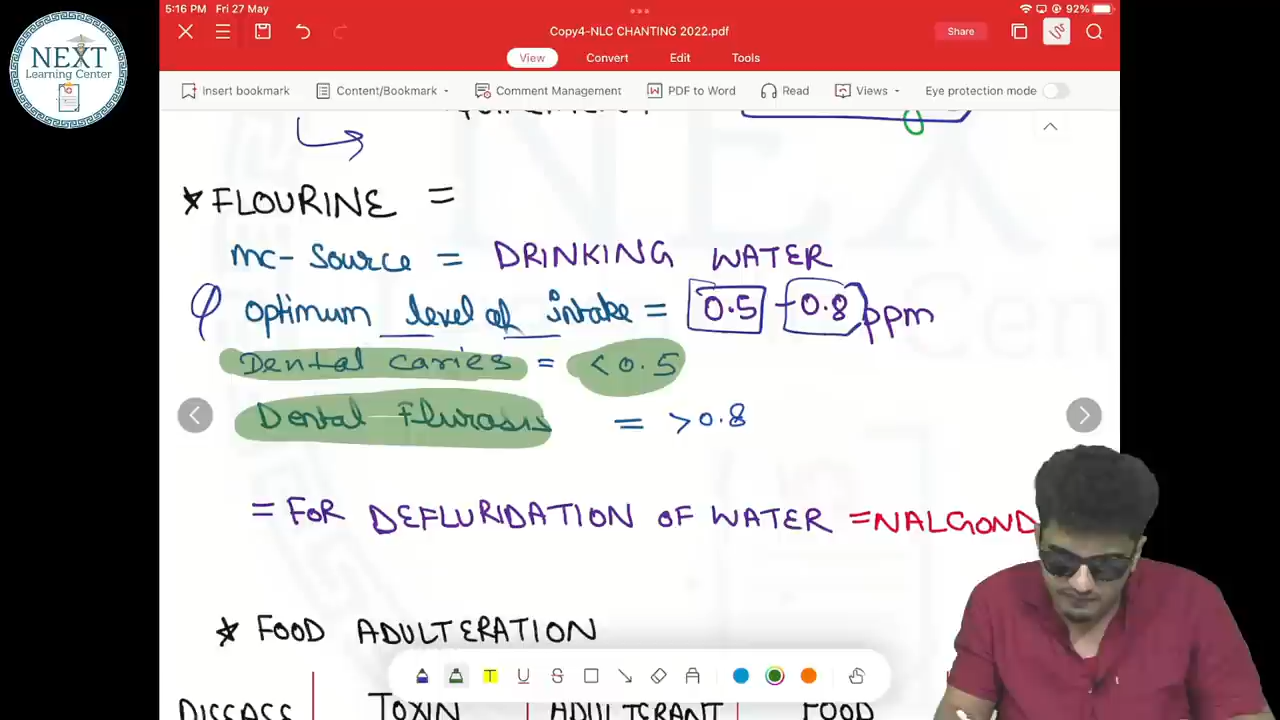 5:16 PM Fri 27 May
92%
NEXT
Learning Center
Copy4-NLC CHANTING 2022.pdf
Share
View Convert Edit Tools
Insert bookmark Content/Bookmark Comment Management PDF to Word Read Views Eye protection mode
* FLOURINE =
mc- Source = DRINKING WATER
optimum level of intake = 0.5 - 0.8 ppm
Dental caries = < 0.5
Dental Flurosis = > 0.8
= FOR DEFLURIDATION OF WATER = NALGOND
* FOOD ADULTERATION
T U S
DISEASE TOXIN ADULTERANT FOOD